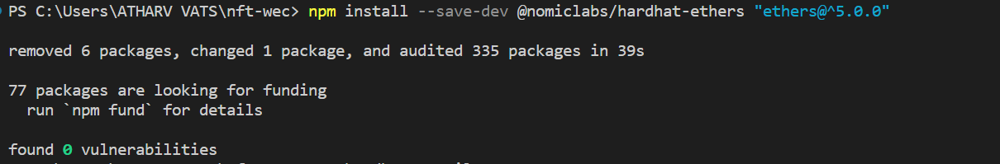 PS C:\Users\ATHARV VATS\nft-wec> npm install --save-dev @nomiclabs/hardhat-ethers "ethers@^5.0.0"
removed 6 packages, changed 1 package, and audited 335 packages in 39s
77 packages are looking for funding
run `npm fund` for details
found 0 vulnerabilities